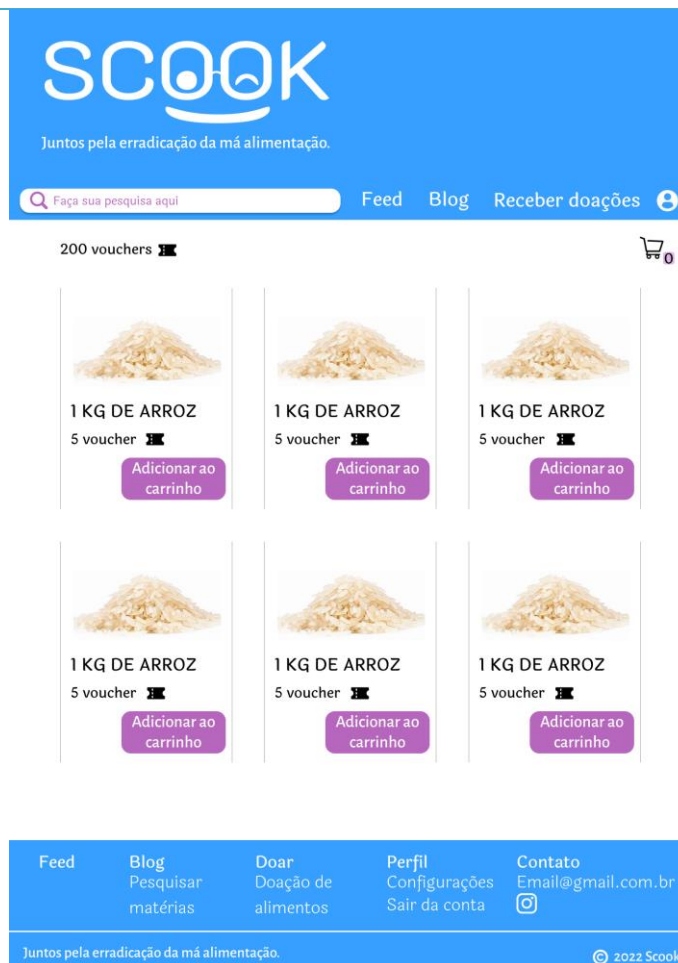 SCOOK
Juntos pela erradicação da má alimentação.
Faça sua pesquisa aqui
Feed Blog Receber doações
200 vouchers
0
1 KG DE ARROZ 1 KG DE ARROZ 1 KG DE ARROZ
5 voucher 5 voucher 5 voucher
Adicionar ao Adicionar ao Adicionar ao
carrinho carrinho carrinho
1 KG DE ARROZ 1 KG DE ARROZ 1 KG DE ARROZ
5 voucher 5 voucher 5 voucher
Adicionar ao Adicionar ao Adicionar ao
carrinho carrinho carrinho
Feed Blog Doar Perfil Contato
Pesquisar Doação de Configurações Email@gmail.com.br
matérias alimentos Sair da conta
Juntos pela erradicação da má alimentação. © 2022 Scook